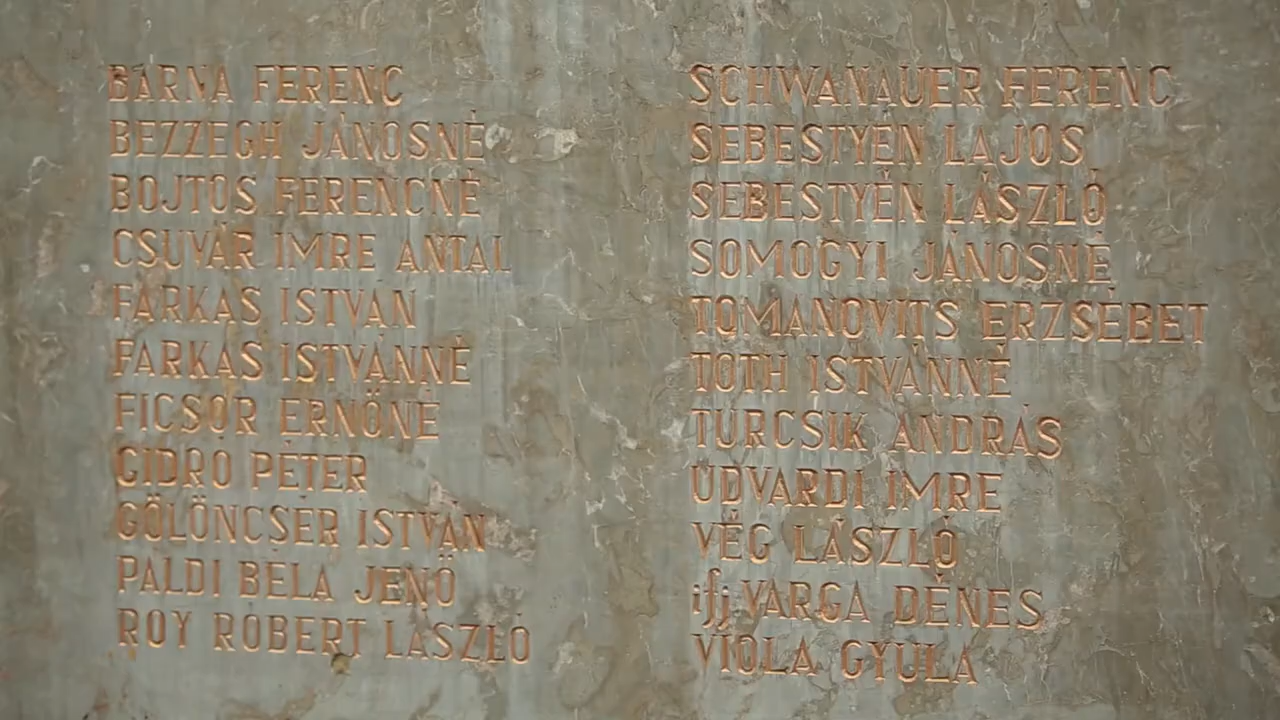 BARNA FERENC
BEZZEGH JÁNOSNÉ
BOJTOS FERENCNÉ
CSUVÁR IMRE ANTAL
FARKAS ISTVÁN
FARKAS ISTVÁNNÉ
FICSOR ERNŐNÉ
GIDRÓ PÉTER
GÖLÖNCSÉR ISTVÁN
PÁLDI BÉLA JENŐ
ROY RÓBERT LÁSZLÓ
SCHWANAUER FERENC
SEBESTYÉN LAJOS
SEBESTYÉN LÁSZLÓ
SOMOGYI JÁNOSNÉ
TOMANOVITS ERZSÉBET
TÓTH ISTVÁNNÉ
TURCSIK ANDRÁS
UDVARDI IMRE
VÉG LÁSZLÓ
ifj VARGA DÉNES
VIOLA GYULA